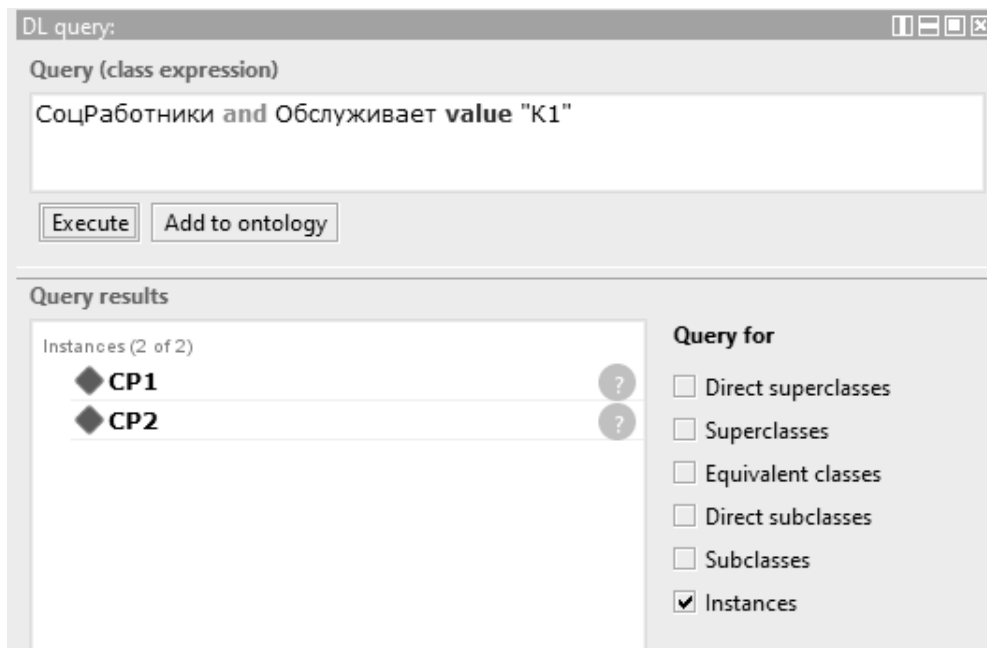 DL query:
Query (class expression)
СоцРаботники and Обслуживает value "К1"
Execute
Add to ontology
Query results
Instances (2 of 2)
СР1
?
СР2
?
Query for
Direct superclasses
Superclasses
Equivalent classes
Direct subclasses
Subclasses
Instances